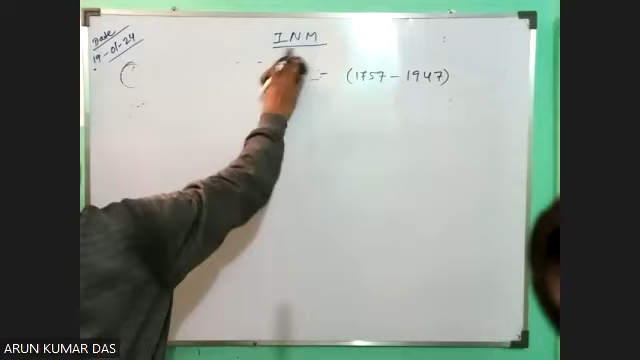 Date
19-01-24
INM
(1757 - 1947)
ARUN KUMAR DAS